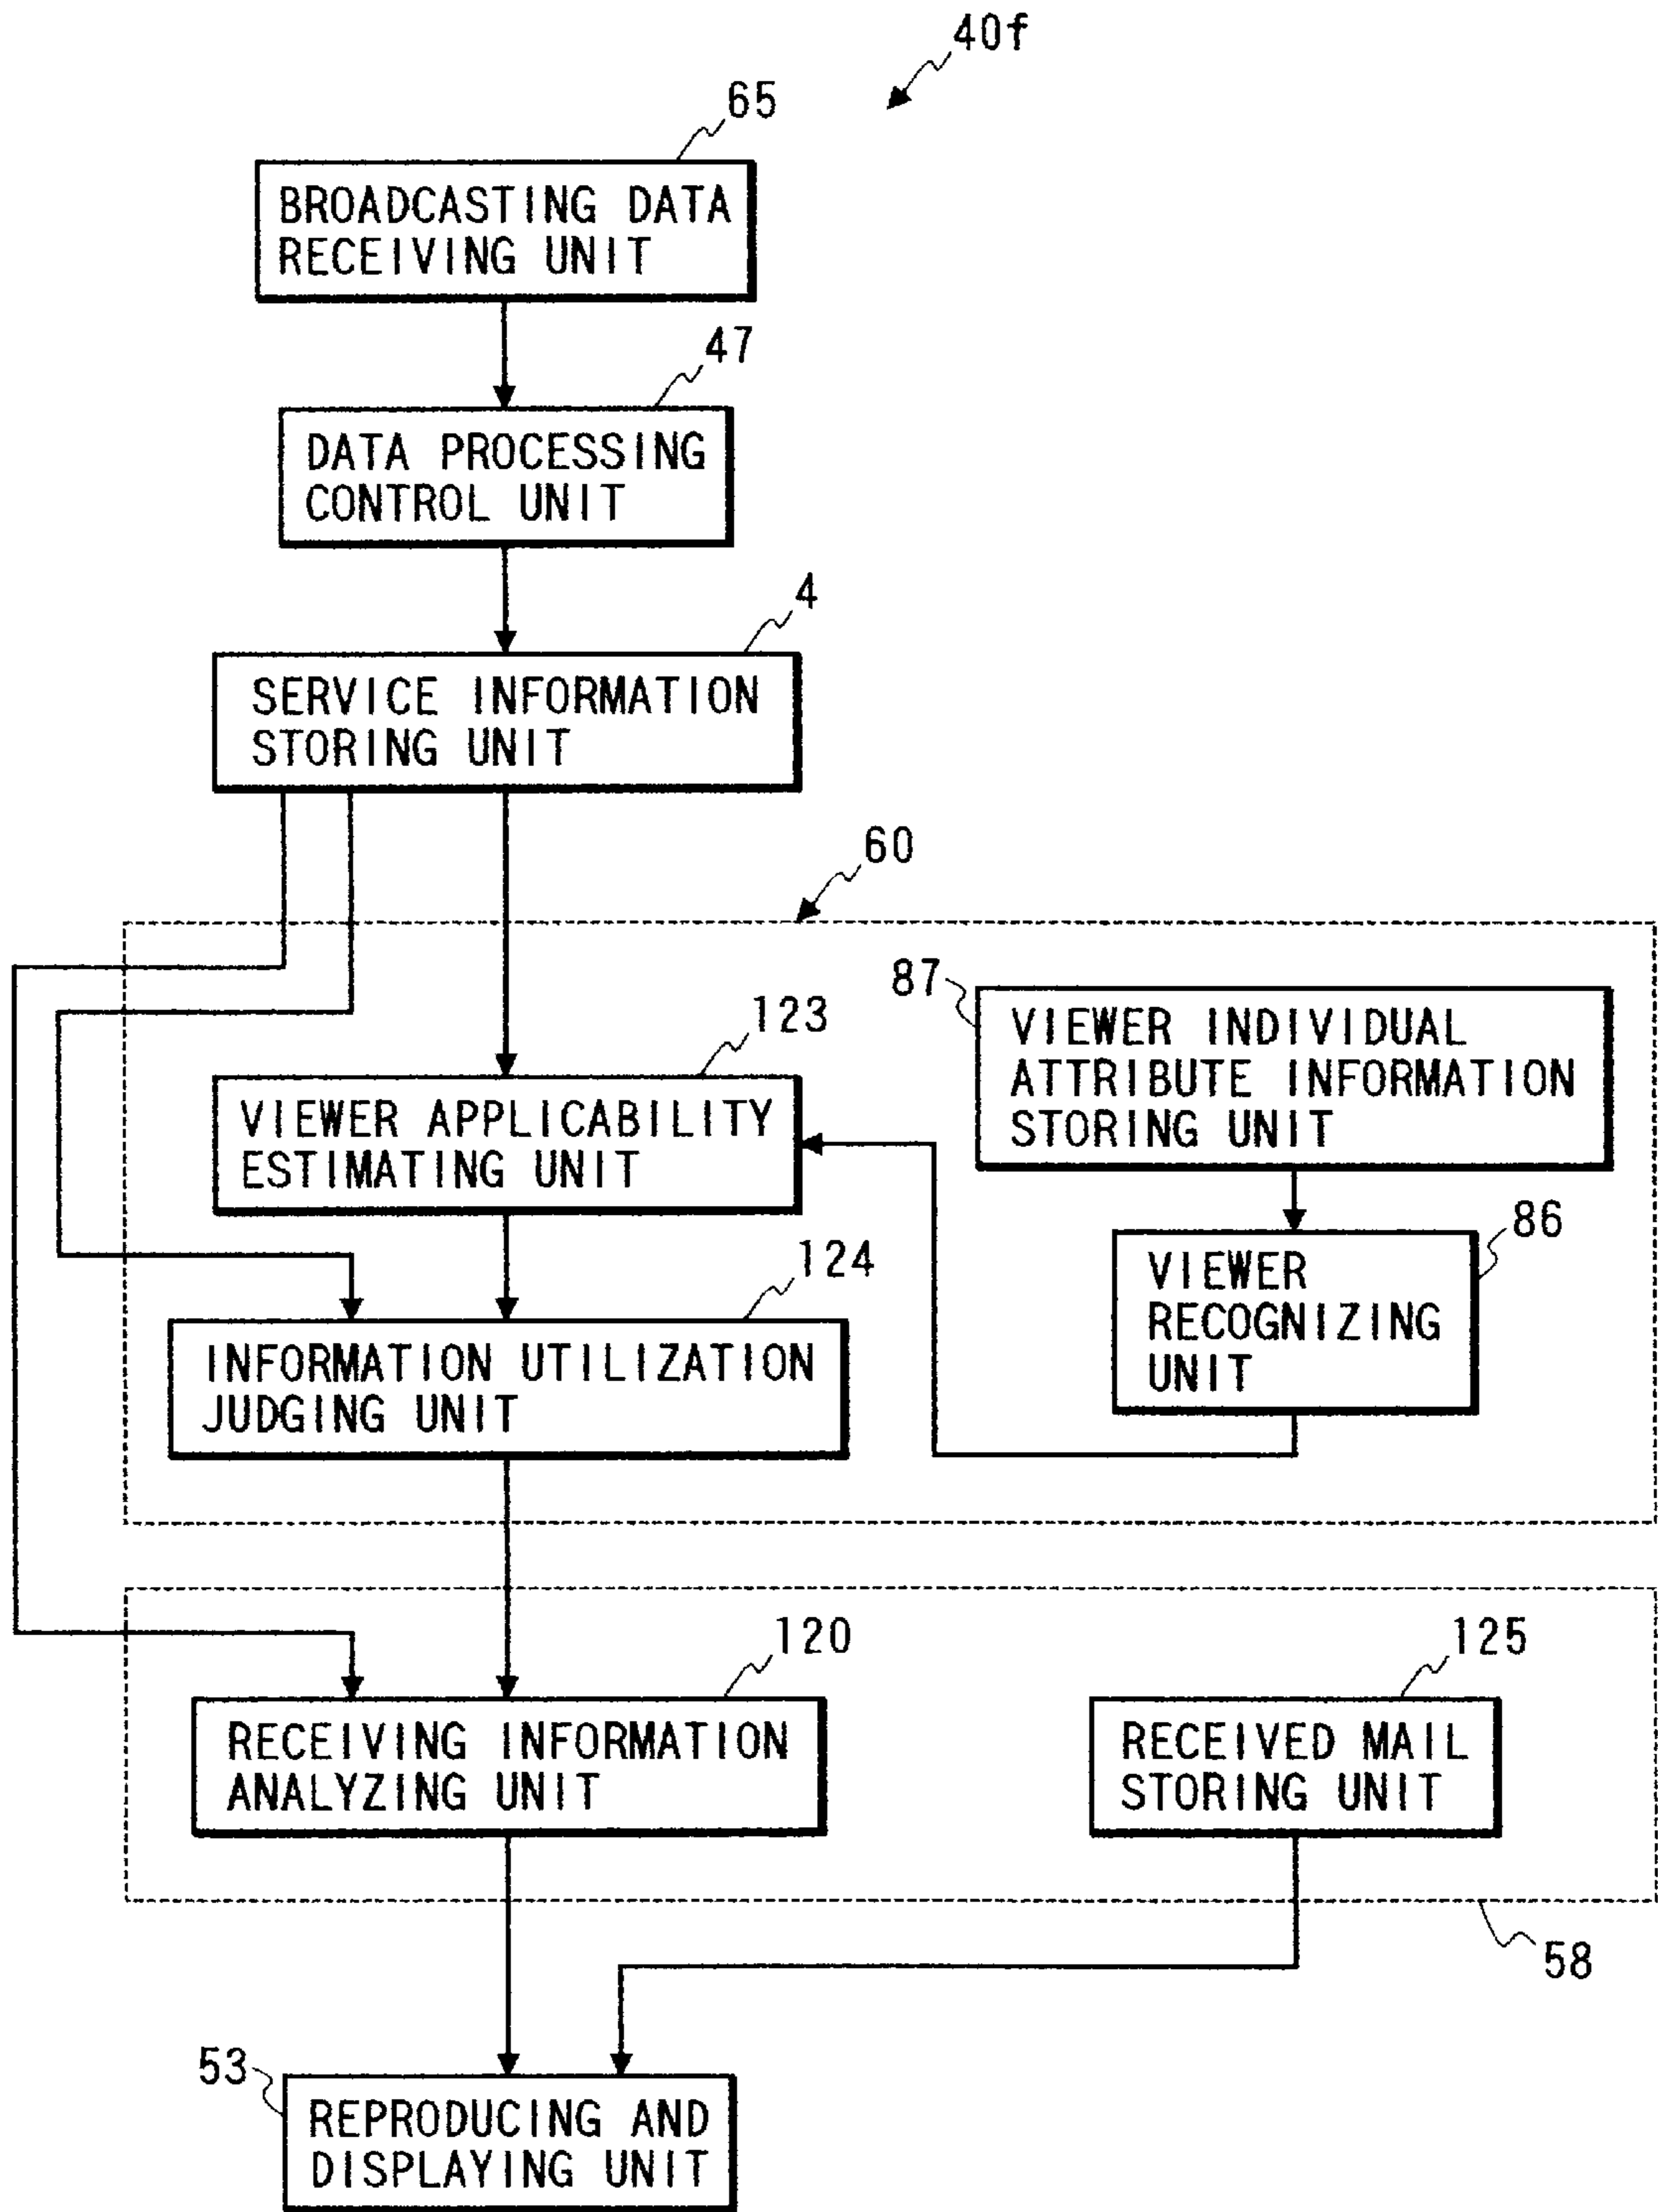 40f
65
BROADCASTING DATA
RECEIVING UNIT
47
DATA PROCESSING
CONTROL UNIT
4
SERVICE INFORMATION
STORING UNIT
60
87
VIEWER INDIVIDUAL
ATTRIBUTE INFORMATION
STORING UNIT
123
VIEWER APPLICABILITY
ESTIMATING UNIT
86
VIEWER
RECOGNIZING
UNIT
124
INFORMATION UTILIZATION
JUDGING UNIT
120
RECEIVING INFORMATION
ANALYZING UNIT
125
RECEIVED MAIL
STORING UNIT
58
53
REPRODUCING AND
DISPLAYING UNIT